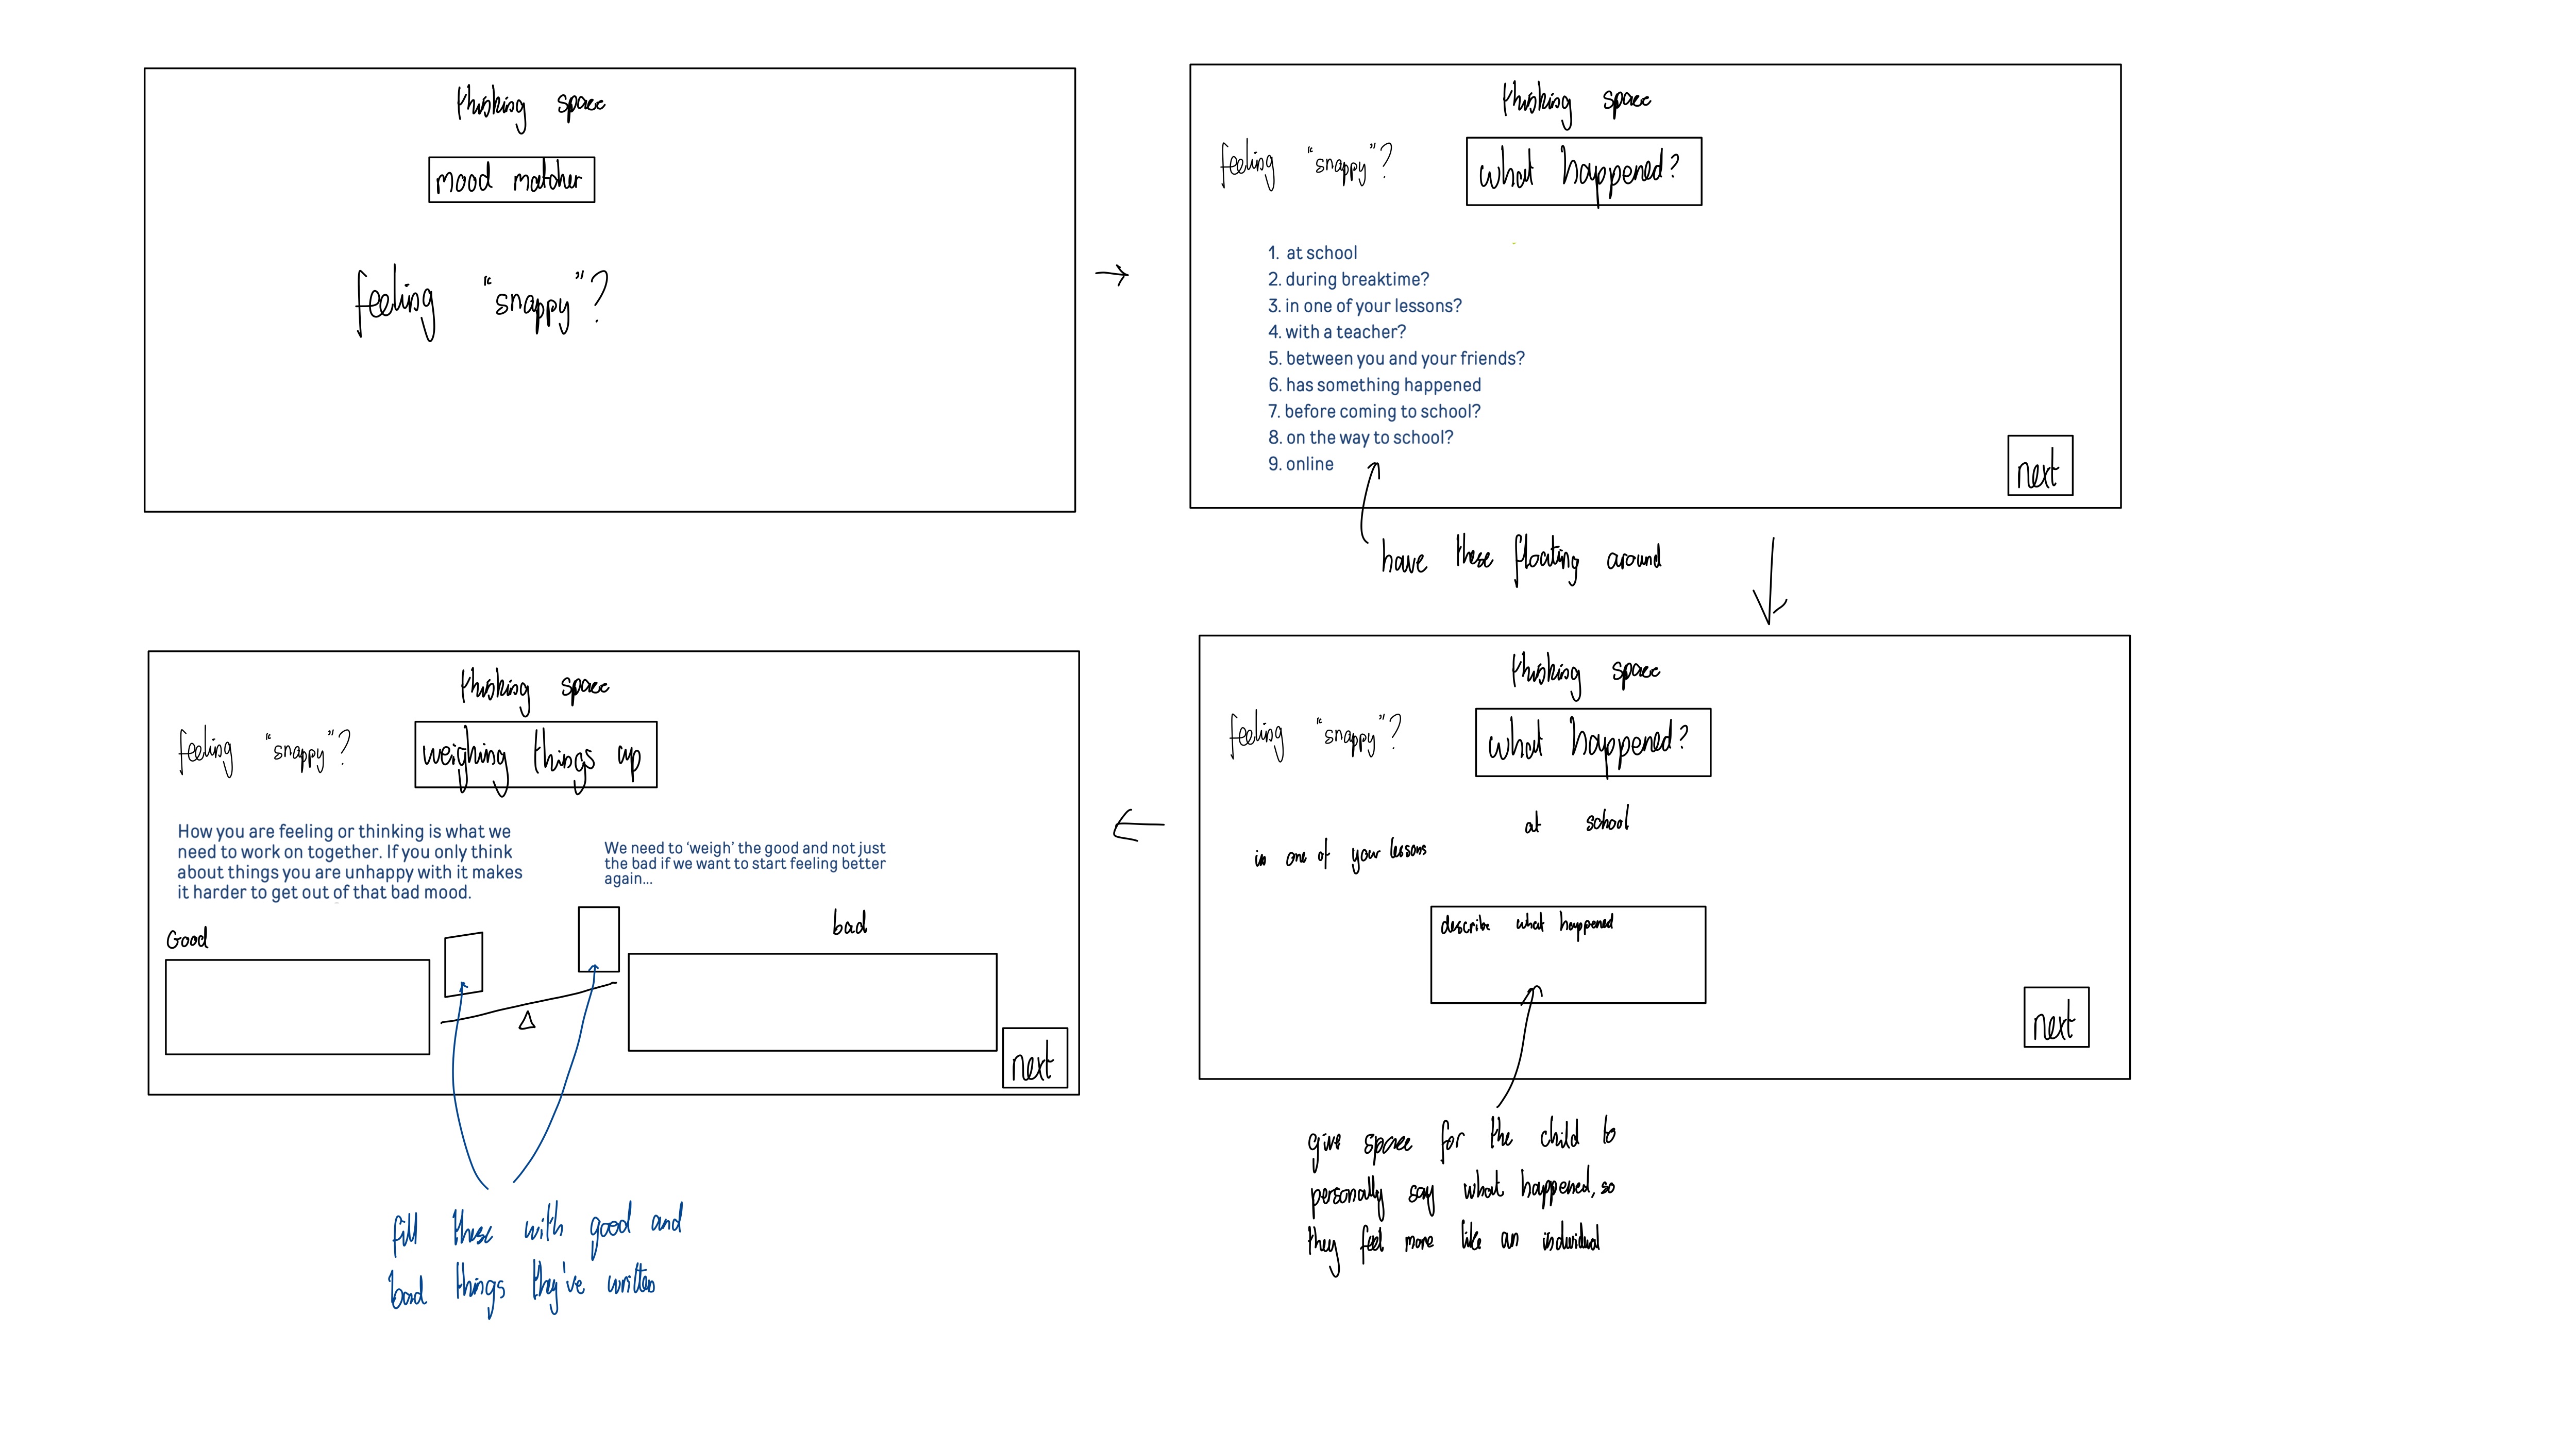 thinking space
mood matcher
feeling "snappy"?
thinking space
feeling "snappy"?
what happened?
1. at school
2. during breaktime?
3. in one of your lessons?
4. with a teacher?
5. between you and your friends?
6. has something happened
7. before coming to school?
8. on the way to school?
9. online
next
have these floating around
thinking space
feeling "snappy"?
what happened?
at school
in one of your lessons
describe what happened
next
give space for the child to
personally say what happened, so
they feel more like an individual
thinking space
feeling "snappy"?
weighing things up
How you are feeling or thinking is what we
need to work on together. If you only think
about things you are unhappy with it makes
it harder to get out of that bad mood.
We need to ‘weigh’ the good and not just
the bad if we want to start feeling better
again...
Good
bad
next
fill these with good and
bad things they've written